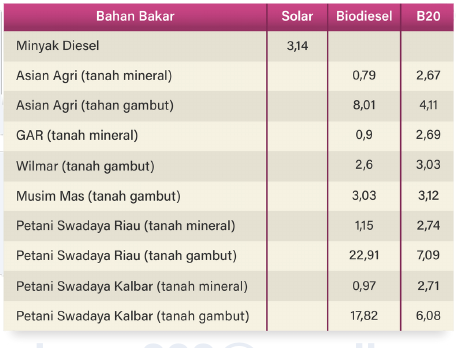 Bahan Bakar Solar Biodiesel B20
Minyak Diesel 3,14
Asian Agri (tanah mineral) 0,79 2,67
Asian Agri (tahan gambut) 8,01 4,11
GAR (tanah mineral) 0,9 2,69
Wilmar (tanah gambut) 2,6 3,03
Musim Mas (tanah gambut) 3,03 3,12
Petani Swadaya Riau (tanah mineral) 1,15 2,74
Petani Swadaya Riau (tanah gambut) 22,91 7,09
Petani Swadaya Kalbar (tanah mineral) 0,97 2,71
Petani Swadaya Kalbar (tanah gambut) 17,82 6,08